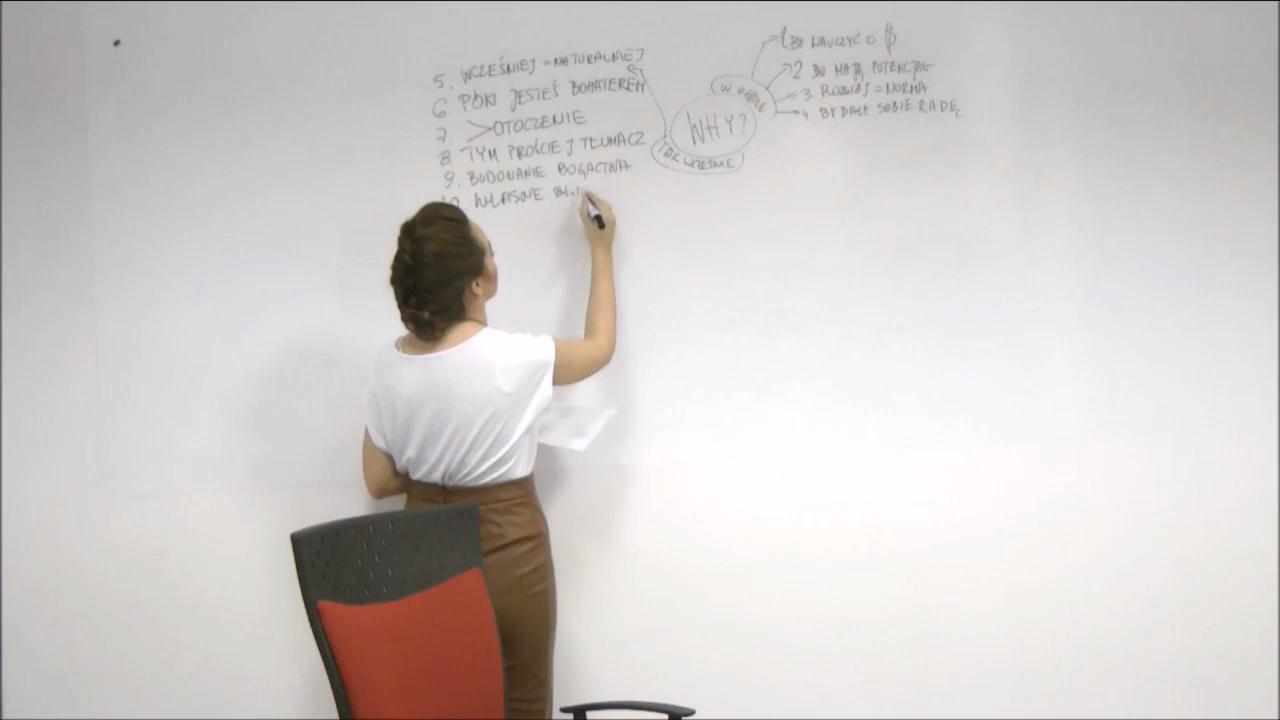 5. WCZEŚNIEJ = NATURALNIEJ
6. PÓKI JESTEŚ BOHATEREM
7. >OTOCZENIE
8. TYM PROŚCIEJ TŁUMACZ
9. BUDOWANIE BOGACTWA
10. WŁASNE
WHY?
W OGÓLE
TAK WCZEŚNIE
1. BY NAUCZYĆ O $
2 BO MAJĄ POTENCJAŁ
3 ROZWÓJ = NORMA
4. BY DALI SOBIE RADĘ